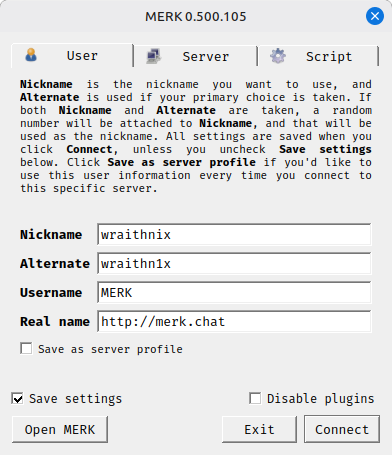 MERK 0.500.105
User Server Script
Nickname is the nickname you want to use, and
Alternate is used if your primary choice is taken. If
both Nickname and Alternate are taken, a random
number will be attached to Nickname, and that will be
used as the nickname. All settings are saved when you
click Connect, unless you uncheck Save settings
below. Click Save as server profile if you'd like to
use this user information every time you connect to
this specific server.
Nickname wraithnix
Alternate wraithn1x
Username MERK
Real name http://merk.chat
Save as server profile
Save settings Disable plugins
Open MERK Exit Connect